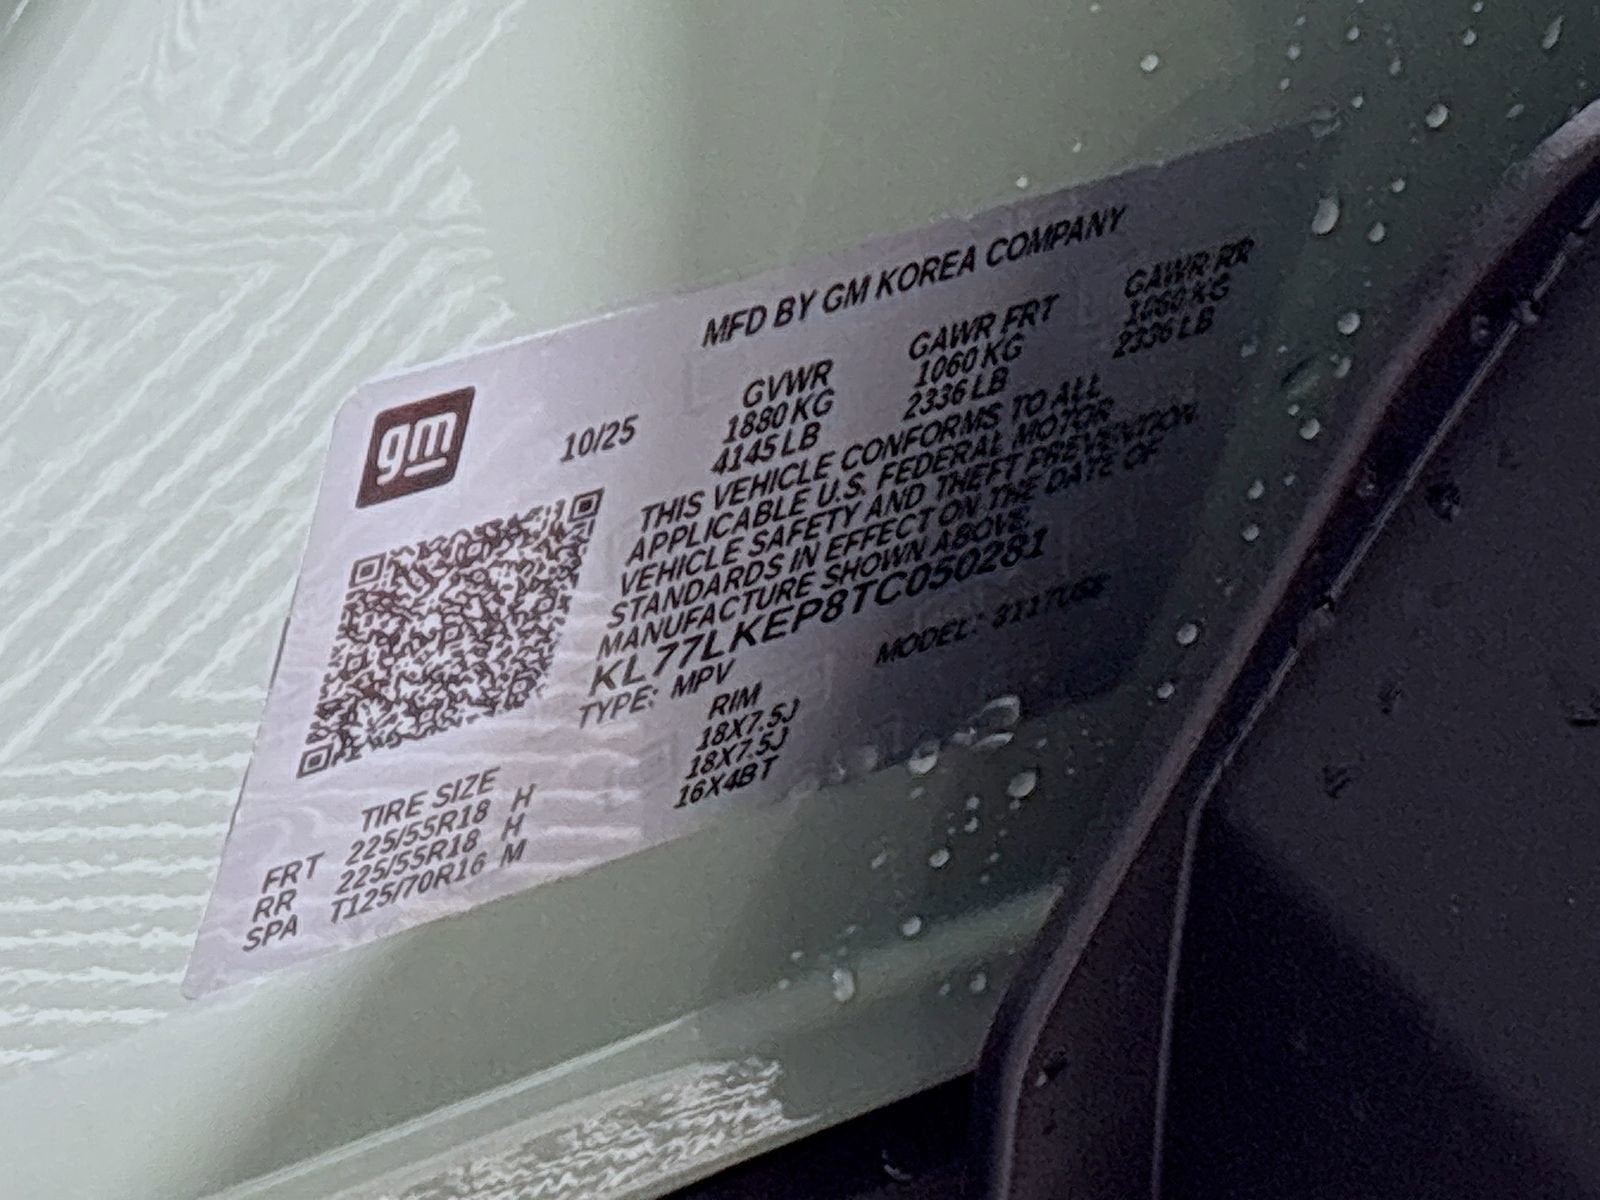 MFD BY GM KOREA COMPANY
gm
10/25
GVWR GAWR FRT GAWR RR
1880 KG 1060 KG 1060 KG
4145 LB 2336 LB 2336 LB
THIS VEHICLE CONFORMS TO ALL
APPLICABLE U.S. FEDERAL MOTOR
VEHICLE SAFETY AND THEFT PREVENTION
STANDARDS IN EFFECT ON THE DATE OF
MANUFACTURE SHOWN ABOVE.
KL77LKEP8TC050281
TYPE: MPV MODEL:
TIRE SIZE RIM
FRT 225/55R18 H 18X7.5J
RR 225/55R18 H 18X7.5J
SPA T125/70R16 M 16X4BT